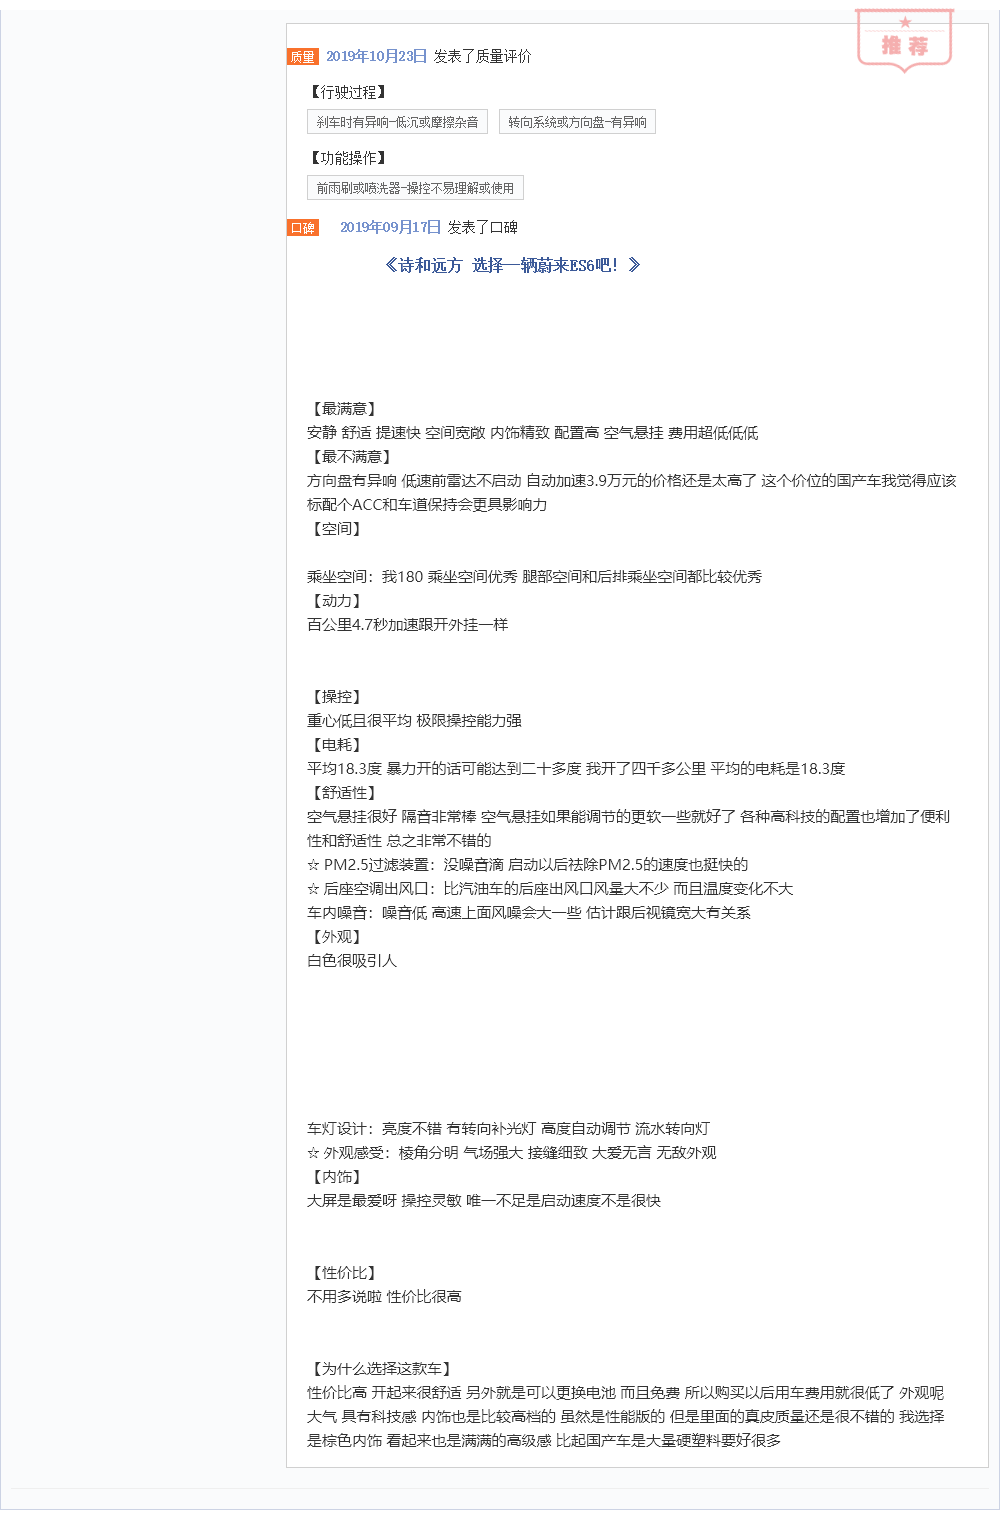 推荐
质量 2019年10月23日 发表了质量评价
【行驶过程】
刹车时有异响-低沉或摩擦杂音 转向系统或方向盘-有异响
【功能操作】
前雨刷或喷洗器-操控不易理解或使用
口碑 2019年09月17日 发表了口碑
《诗和远方 选择一辆蔚来ES6吧！》
【最满意】
安静 舒适 提速快 空间宽敞 内饰精致 配置高 空气悬挂 费用超低低低
【最不满意】
方向盘有异响 低速前雷达不启动 自动加速3.9万元的价格还是太高了 这个价位的国产车我觉得应该
标配个ACC和车道保持会更具影响力
【空间】
乘坐空间：我180 乘坐空间优秀 腿部空间和后排乘坐空间都比较优秀
【动力】
百公里4.7秒加速跟开外挂一样
【操控】
重心低且很平均 极限操控能力强
【电耗】
平均18.3度 暴力开的话可能达到二十多度 我开了四千多公里 平均的电耗是18.3度
【舒适性】
空气悬挂很好 隔音非常棒 空气悬挂如果能调节的更软一些就好了 各种高科技的配置也增加了便利
性和舒适性 总之非常不错的
☆ PM2.5过滤装置：没噪音滴 启动以后祛除PM2.5的速度也挺快的
☆ 后座空调出风口：比汽油车的后座出风口风量大不少 而且温度变化不大
车内噪音：噪音低 高速上面风噪会大一些 估计跟后视镜宽大有关系
【外观】
白色很吸引人
车灯设计：亮度不错 有转向补光灯 高度自动调节 流水转向灯
☆ 外观感受：棱角分明 气场强大 接缝细致 大爱无言 无敌外观
【内饰】
大屏是最爱呀 操控灵敏 唯一不足是启动速度不是很快
【性价比】
不用多说啦 性价比很高
【为什么选择这款车】
性价比高 开起来很舒适 另外就是可以更换电池 而且免费 所以购买以后用车费用就很低了 外观呢
大气 具有科技感 内饰也是比较高档的 虽然是性能版的 但是里面的真皮质量还是很不错的 我选择
是棕色内饰 看起来也是满满的高级感 比起国产车是大量硬塑料要好很多